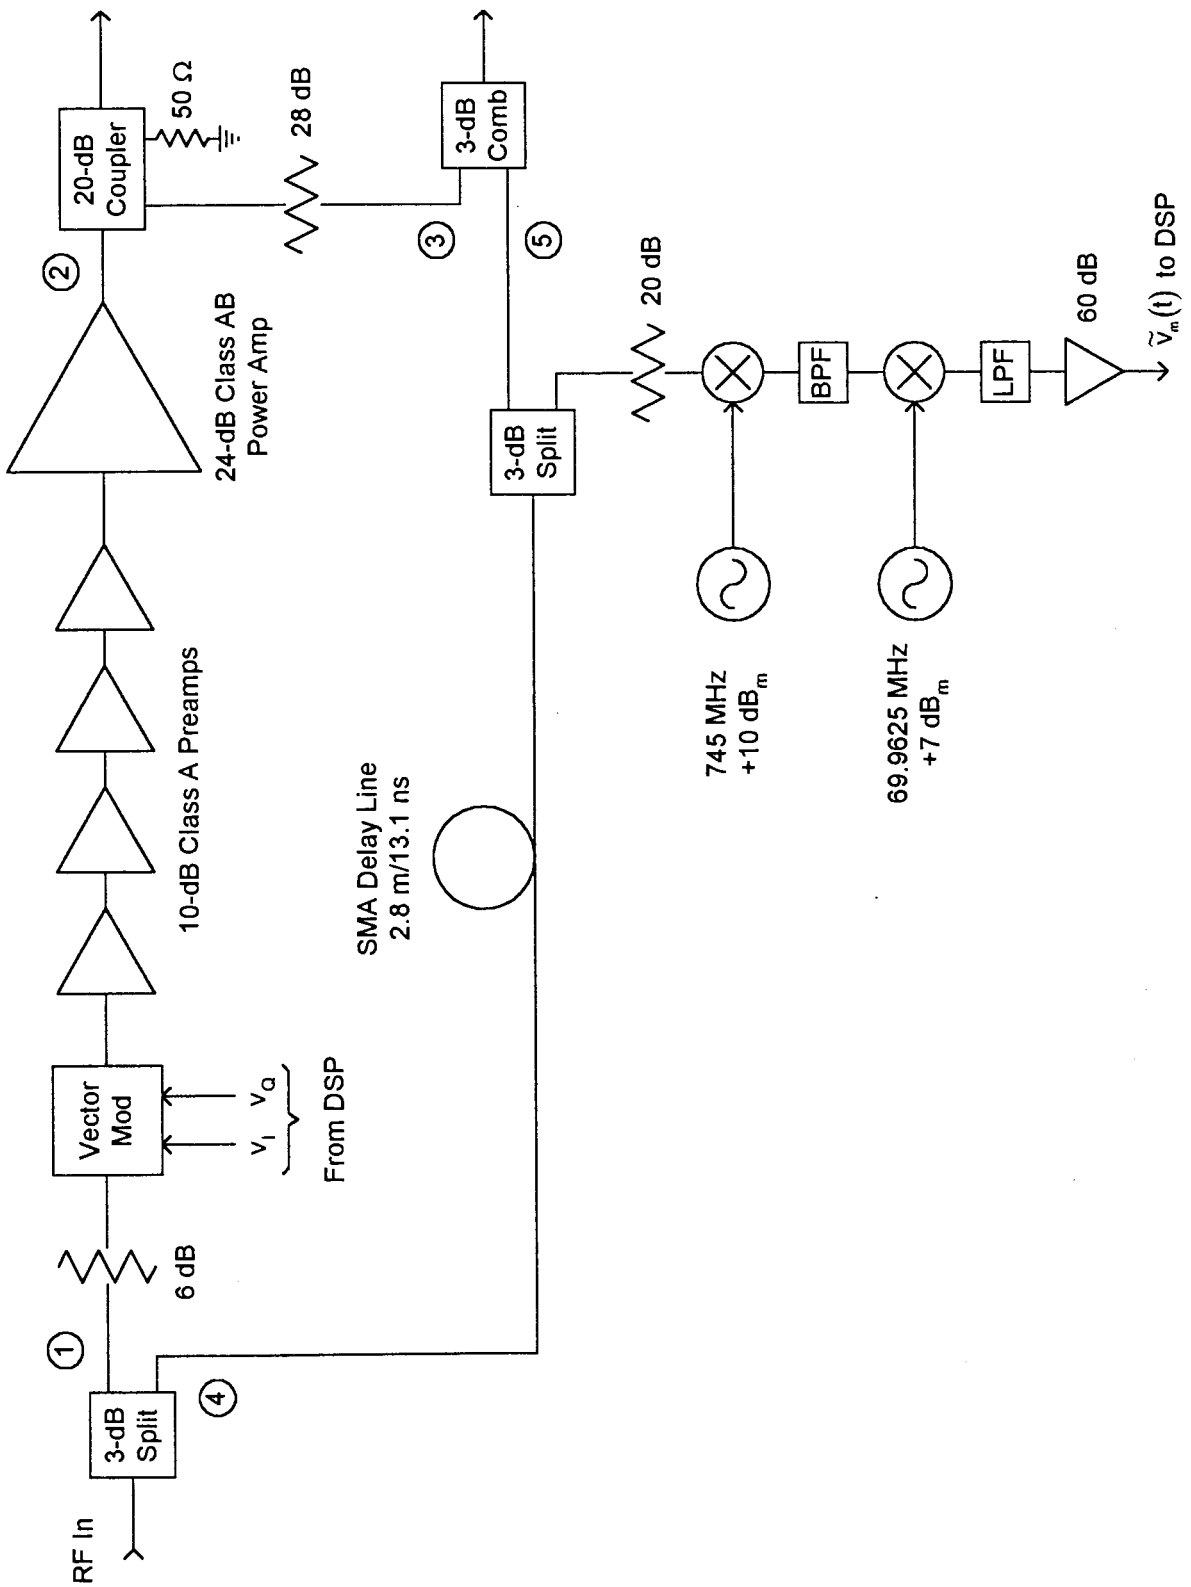 RF In
3-dB
Split
①
④
6 dB
Vector
Mod
vI
vQ
From DSP
10-dB Class A Preamps
24-dB Class AB
Power Amp
②
20-dB
Coupler
50 Ω
28 dB
③
⑤
3-dB
Comb
SMA Delay Line
2.8 m/13.1 ns
3-dB
Split
20 dB
745 MHz
+10 dBm
BPF
69.9625 MHz
+7 dBm
LPF
60 dB
ṽm(t) to DSP